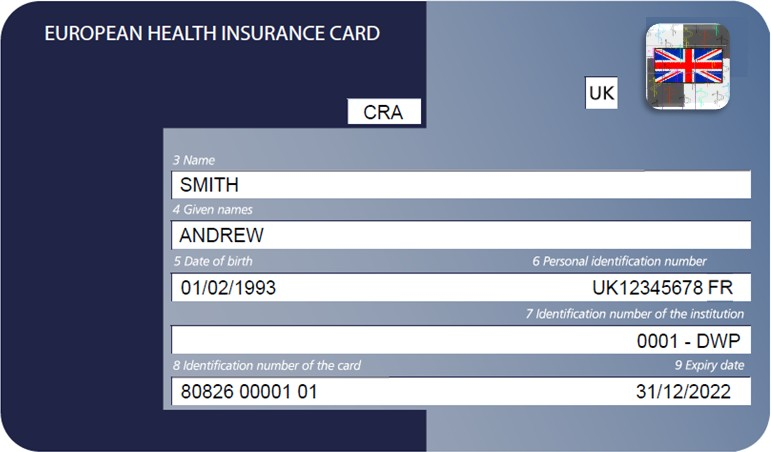 EUROPEAN HEALTH INSURANCE CARD
UK
CRA
3 Name
SMITH
4 Given names
ANDREW
5 Date of birth 6 Personal identification number
01/02/1993 UK12345678 FR
7 Identification number of the institution
0001 - DWP
8 Identification number of the card 9 Expiry date
80826 00001 01 31/12/2022